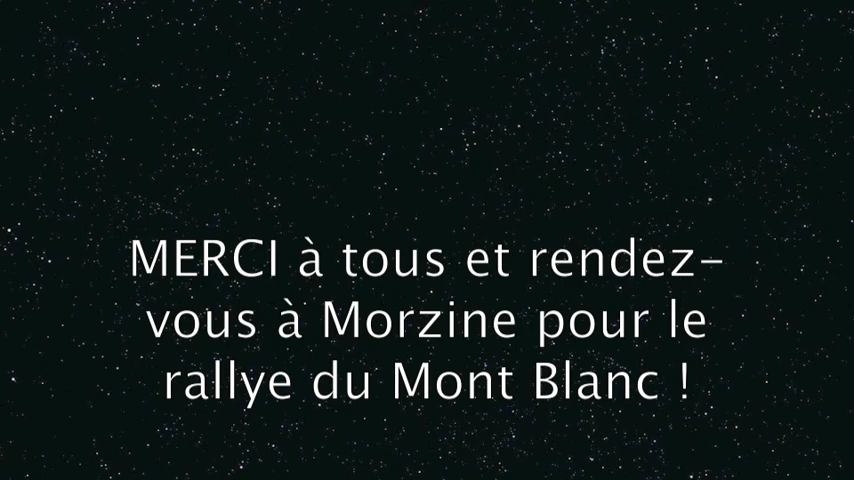 MERCI à tous et rendez-
vous à Morzine pour le
rallye du Mont Blanc !